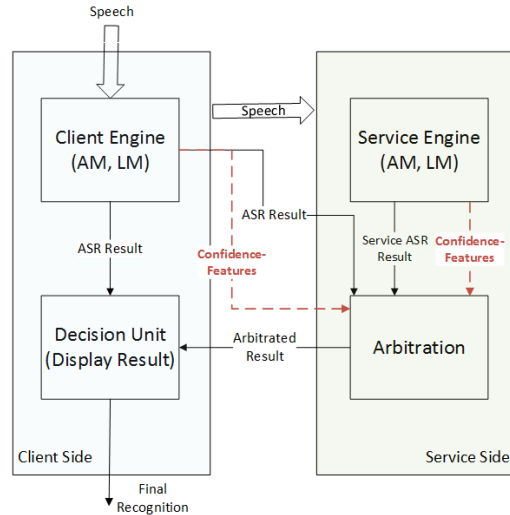 Speech
Client Engine
(AM, LM)
Speech
Service Engine
(AM, LM)
ASR Result
Confidence-
Features
ASR Result
Service ASR
Result
Confidence-
Features
Decision Unit
(Display Result)
Arbitrated
Result
Arbitration
Client Side
Service Side
Final
Recognition